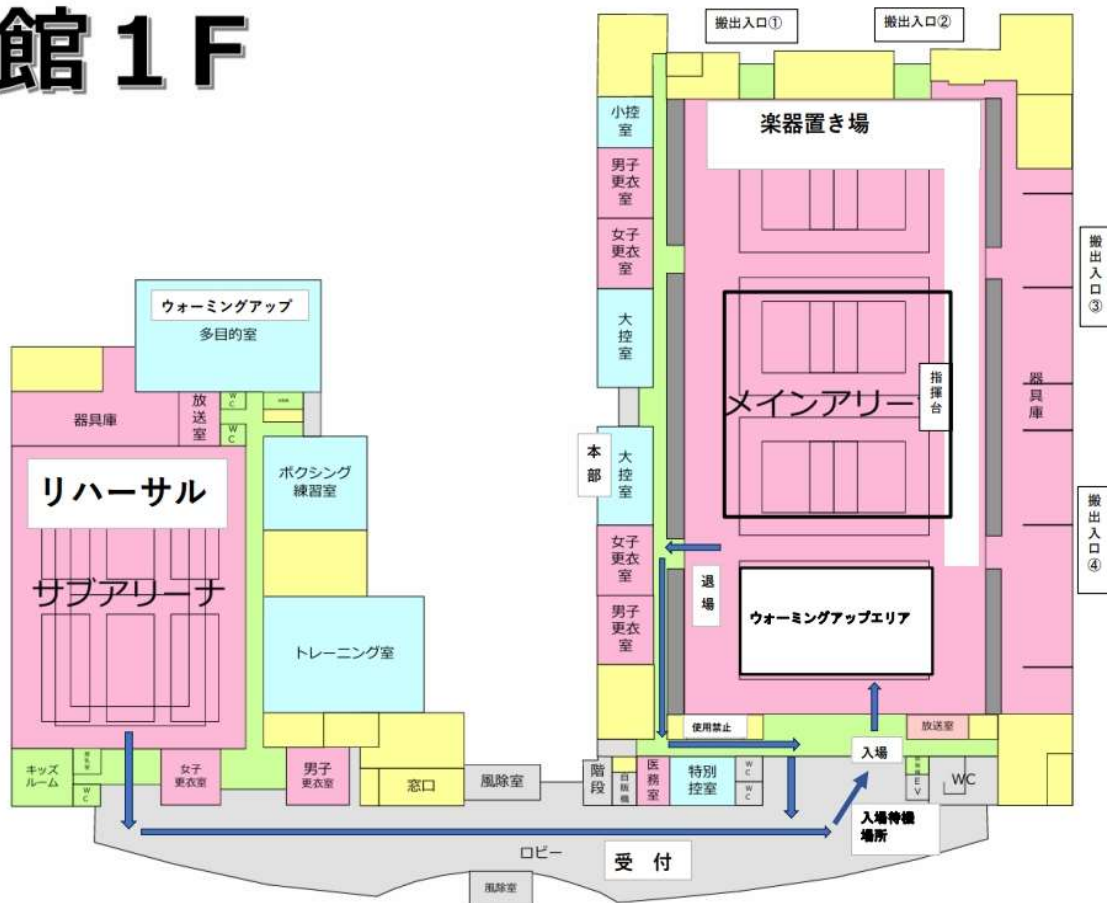 館１Ｆ
搬出入口①
搬出入口②
小控
室
楽器置き場
男子
更衣
室
女子
更衣
室
搬
出
入
口
③
ウォーミングアップ
多目的室
大
控
室
メインアリー
指
揮
台
器
具
庫
器具庫
放
送
室
W
C
W
C
リハーサル
ボクシング
練習室
本
部
大
控
室
搬
出
入
口
④
サブアリーナ
女子
更衣
室
退
場
ウォーミングアップエリア
男子
更衣
室
トレーニング室
使用禁止
放送室
入場
キッズ
ルーム
W
C
女子
更衣室
男子
更衣室
窓口
風除室
階
段
自
販
機
医
務
室
特別
控室
W
C
W
C
E
V
WC
入場待機
場所
ロビー
受　付
風除室